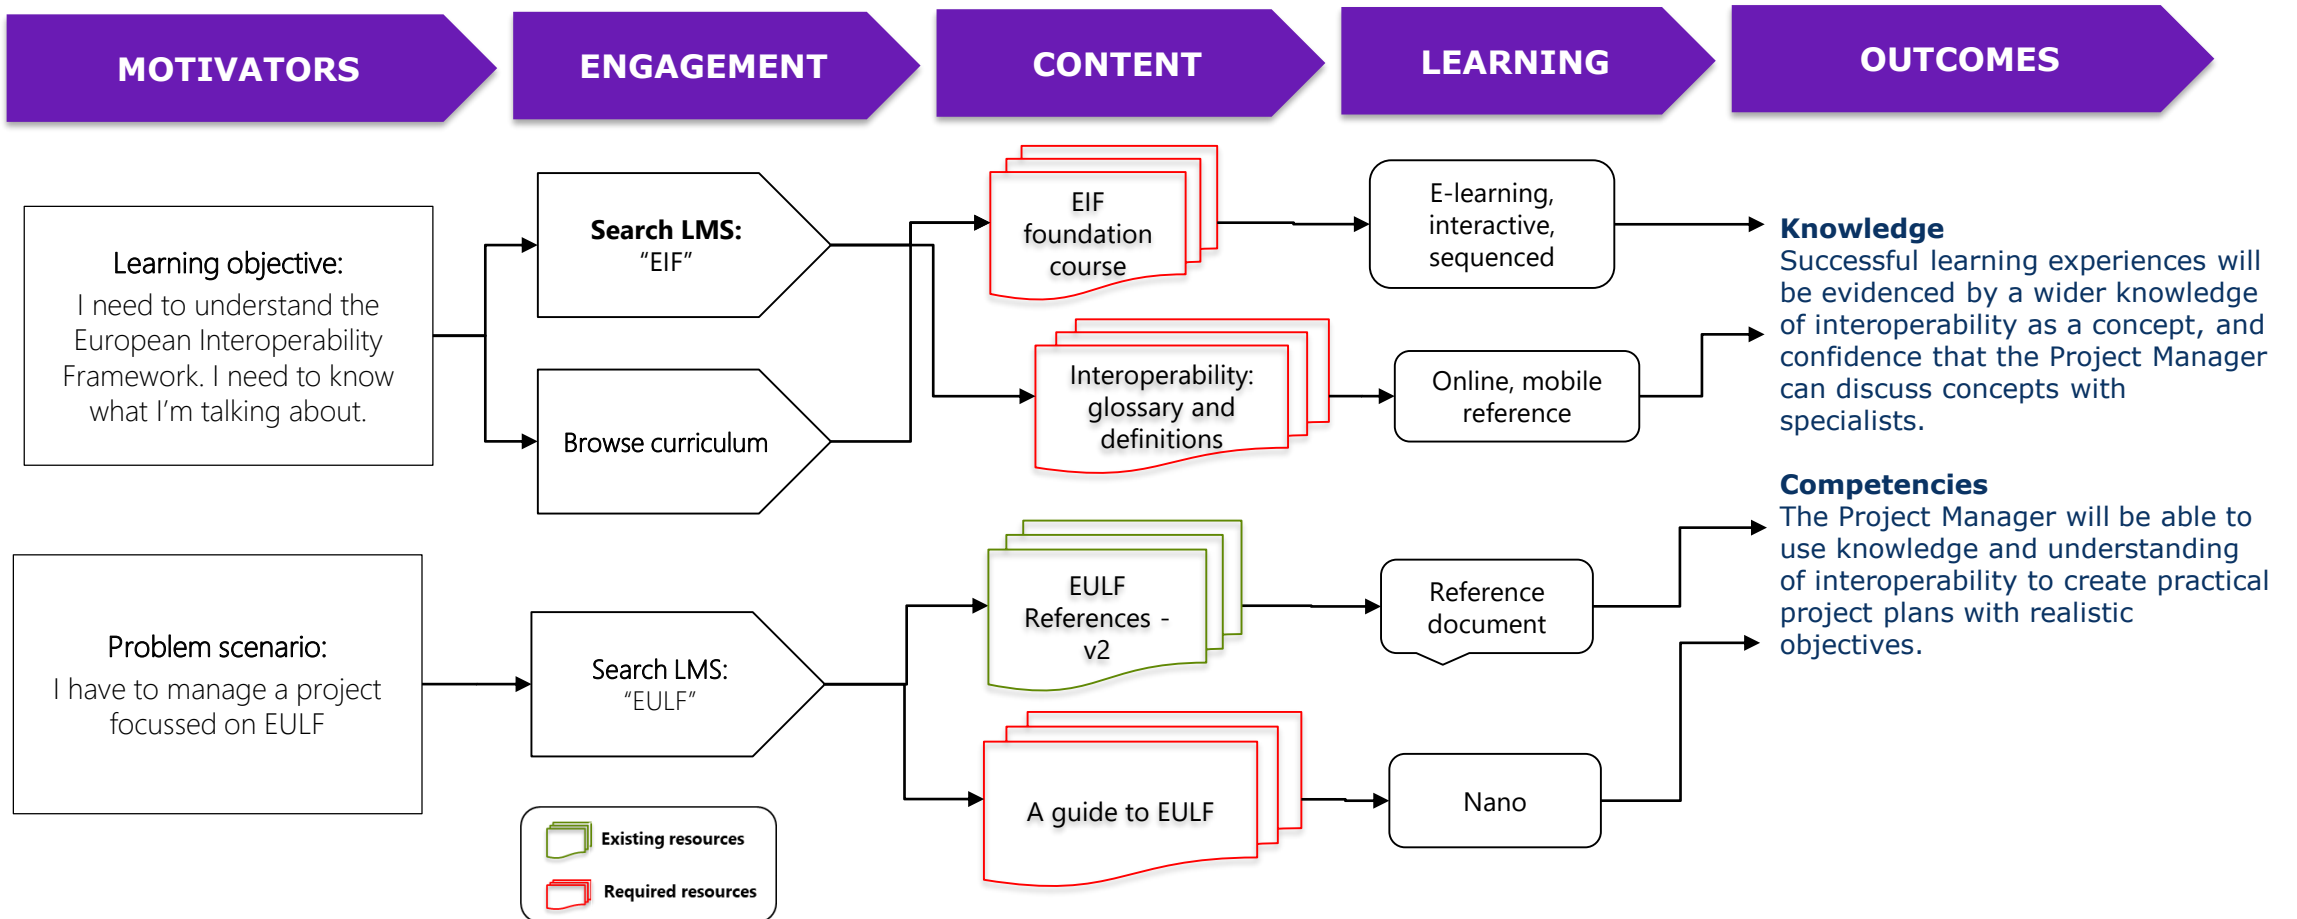 MOTIVATORS
ENGAGEMENT
CONTENT
LEARNING
OUTCOMES
Learning objective:
I need to understand the
European Interoperability
Framework. I need to know
what I'm talking about.
Search LMS:
“EIF”
Browse curriculum
EIF
foundation
course
Interoperability:
glossary and
definitions
E-learning,
interactive,
sequenced
Online, mobile
reference
Knowledge
Successful learning experiences will
be evidenced by a wider knowledge
of interoperability as a concept, and
confidence that the Project Manager
can discuss concepts with
specialists.
Problem scenario:
I have to manage a project
focussed on EULF
Search LMS:
“EULF”
EULF
References -
v2
A guide to EULF
Reference
document
Nano
Competencies
The Project Manager will be able to
use knowledge and understanding
of interoperability to create practical
project plans with realistic
objectives.
Existing resources
Required resources